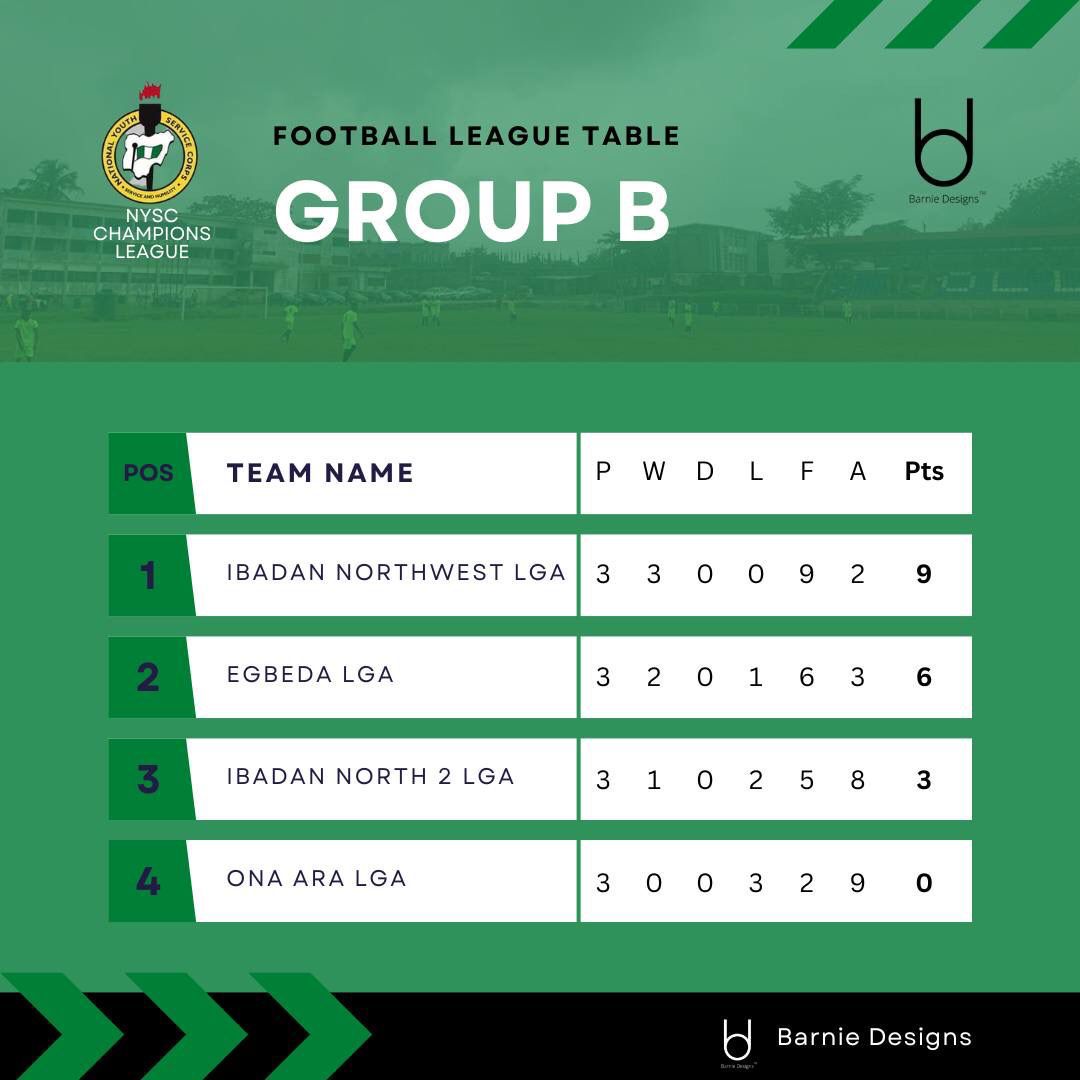 NATIONAL YOUTH SERVICE CORPS
SERVICE AND HUMILITY
NYSC
CHAMPIONS
LEAGUE
FOOTBALL LEAGUE TABLE
GROUP B
Barnie Designs™
POS TEAM NAME P W D L F A Pts
1 IBADAN NORTHWEST LGA 3 3 0 0 9 2 9
2 EGBEDA LGA 3 2 0 1 6 3 6
3 IBADAN NORTH 2 LGA 3 1 0 2 5 8 3
4 ONA ARA LGA 3 0 0 3 2 9 0
Barnie Designs™
Barnie Designs